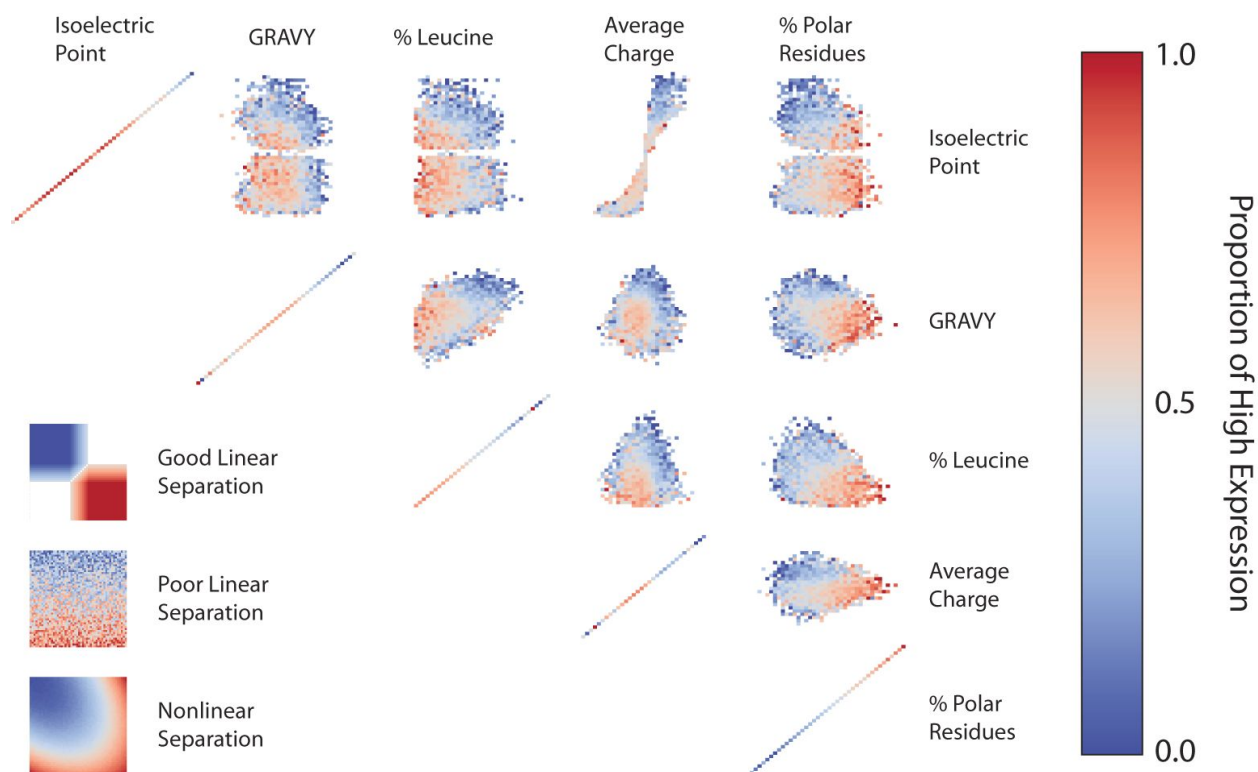 Isoelectric
Point
GRAVY
% Leucine
Average
Charge
% Polar
Residues
1.0
Isoelectric
Point
GRAVY
0.5
Proportion of High Expression
Good Linear
Separation
% Leucine
Poor Linear
Separation
Average
Charge
Nonlinear
Separation
% Polar
Residues
0.0